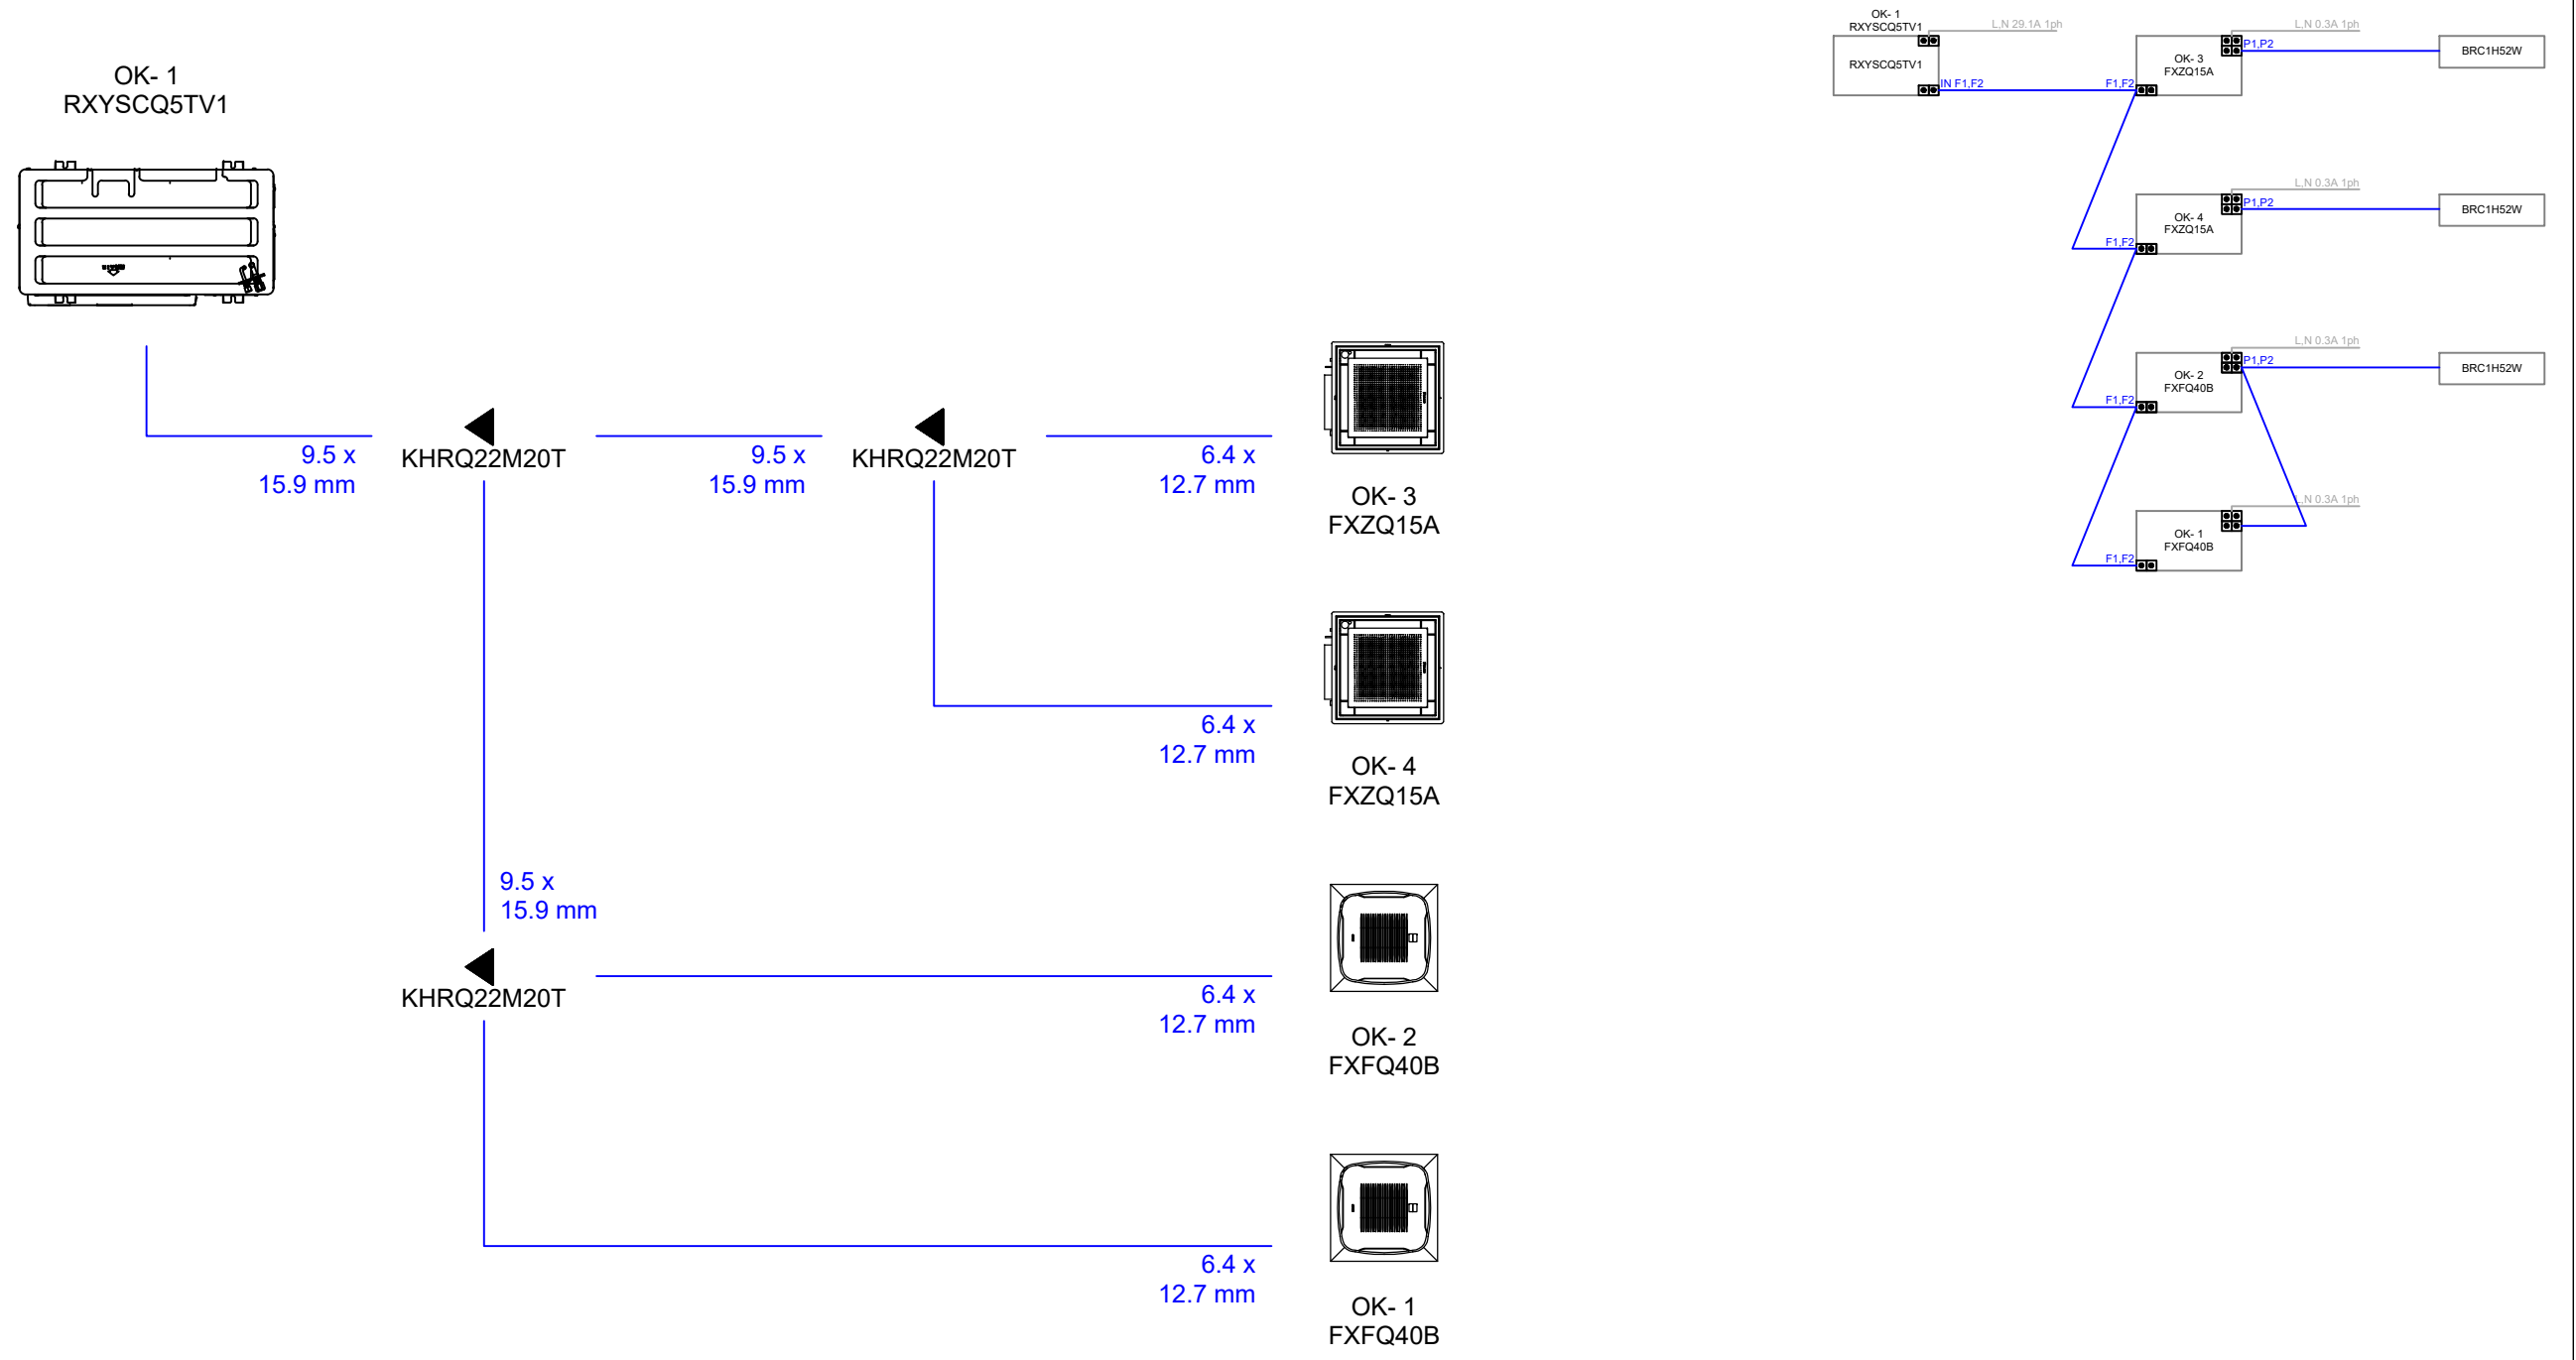 OK- 1
RXYSCQ5TV1
9.5 x
15.9 mm
KHRQ22M20T
9.5 x
15.9 mm
KHRQ22M20T
6.4 x
12.7 mm
OK- 3
FXZQ15A
6.4 x
12.7 mm
OK- 4
FXZQ15A
9.5 x
15.9 mm
KHRQ22M20T
6.4 x
12.7 mm
OK- 2
FXFQ40B
6.4 x
12.7 mm
OK- 1
FXFQ40B
OK- 1
RXYSCQ5TV1
L,N 29.1A 1ph
RXYSCQ5TV1
IN F1,F2
L,N 0.3A 1ph
P1,P2
OK- 3
FXZQ15A
F1,F2
BRC1H52W
L,N 0.3A 1ph
P1,P2
OK- 4
FXZQ15A
F1,F2
BRC1H52W
L,N 0.3A 1ph
P1,P2
OK- 2
FXFQ40B
F1,F2
BRC1H52W
L,N 0.3A 1ph
OK- 1
FXFQ40B
F1,F2